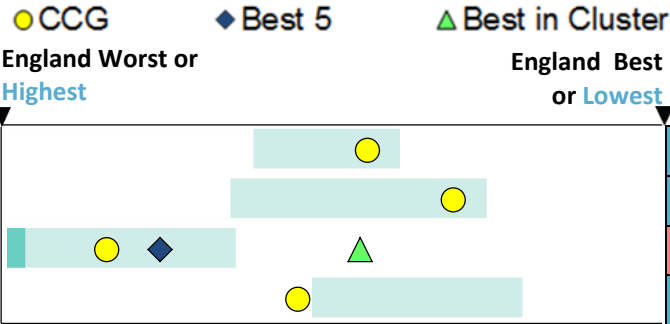 CCG Best 5 Best in Cluster
England Worst or
Highest
England Best
or Lowest